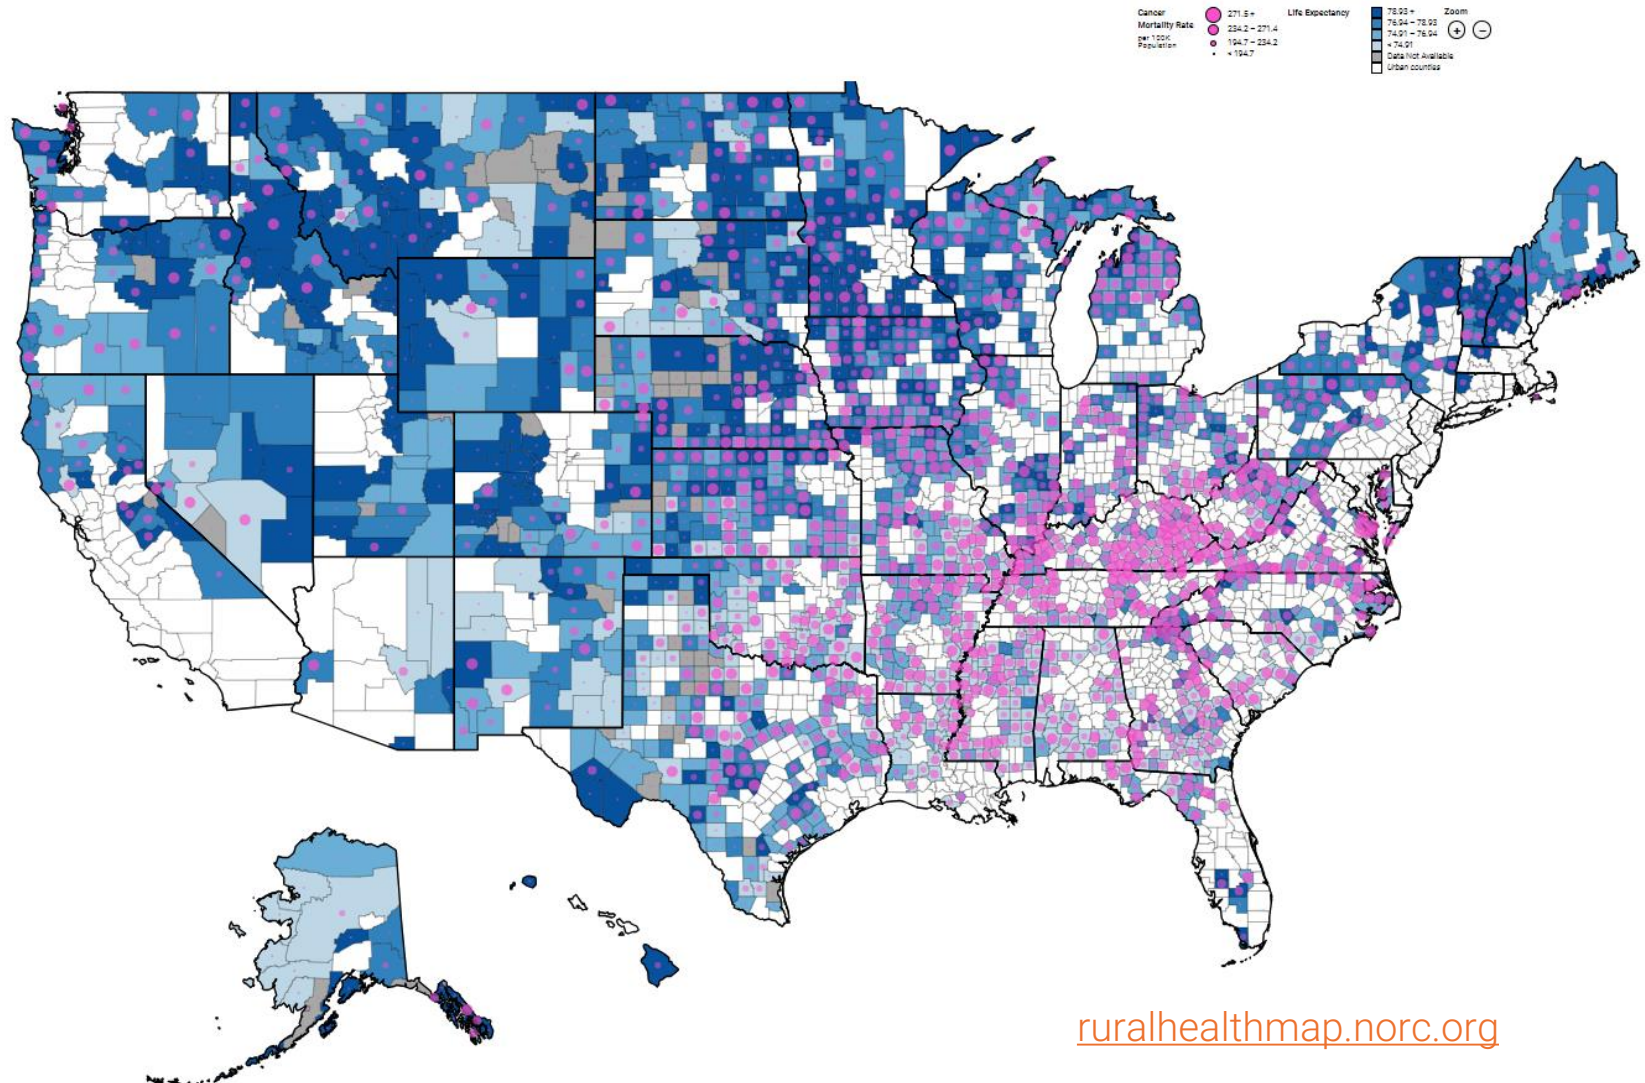 Cancer
Mortality Rate
per 100K
Population
271.5 +
234.2 – 271.4
194.7 – 234.2
< 194.7
Life Expectancy
78.93 +
76.94 – 78.93
74.91 – 76.94
< 74.91
Data Not Available
Urban counties
Zoom
+ −
ruralhealthmap.norc.org